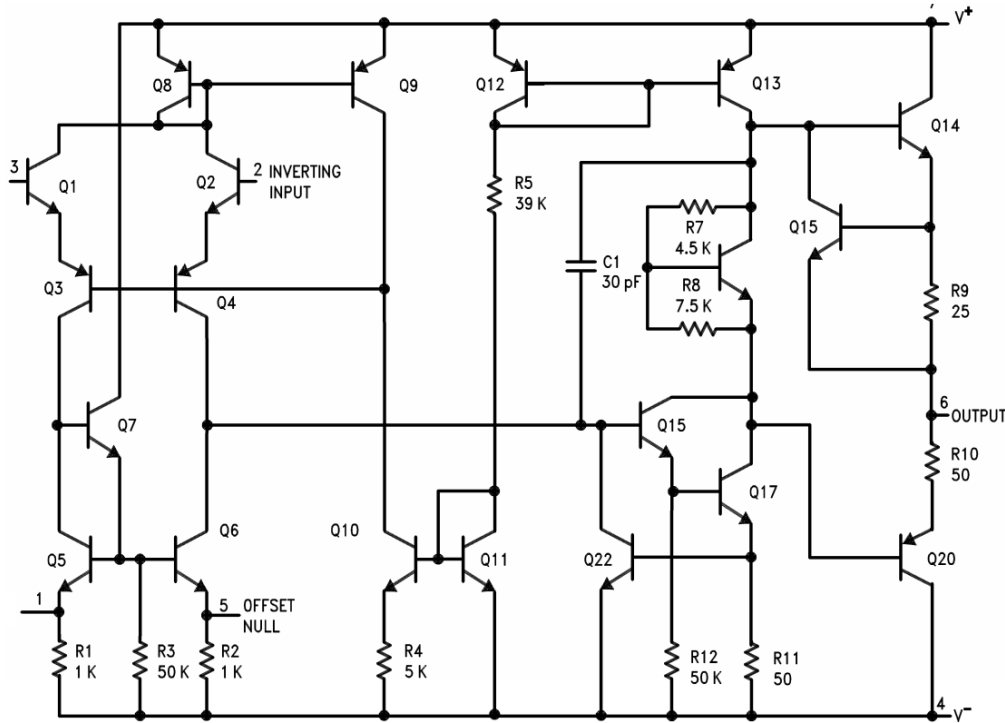 V+
Q8
Q9
Q12
Q13
Q14
3
Q1
Q2
2 INVERTING
INPUT
R5
39 K
Q15
R7
4.5 K
C1
30 pF
R8
7.5 K
R9
25
Q3
Q4
Q7
6
OUTPUT
Q15
R10
50
Q17
Q5
Q6
Q10
Q11
Q22
Q20
1
5 OFFSET
NULL
R1
1 K
R3
50 K
R2
1 K
R4
5 K
R12
50 K
R11
50
4
V-